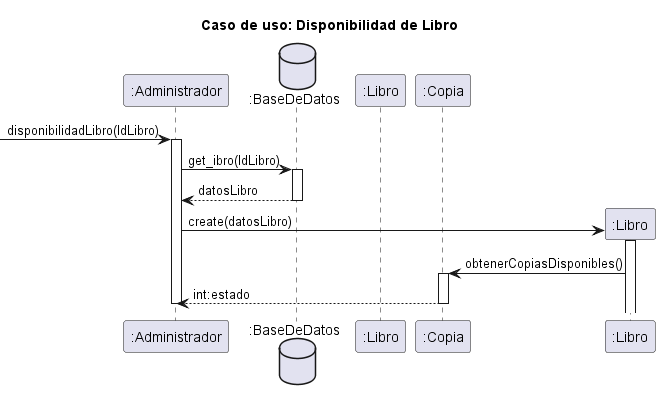 Caso de uso: Disponibilidad de Libro
:Administrador
:BaseDeDatos
:Libro
:Copia
disponibilidadLibro(IdLibro)
get_ibro(IdLibro)
datosLibro
create(datosLibro)
:Libro
obtenerCopiasDisponibles()
int:estado
:Administrador
:BaseDeDatos
:Libro
:Copia
:Libro